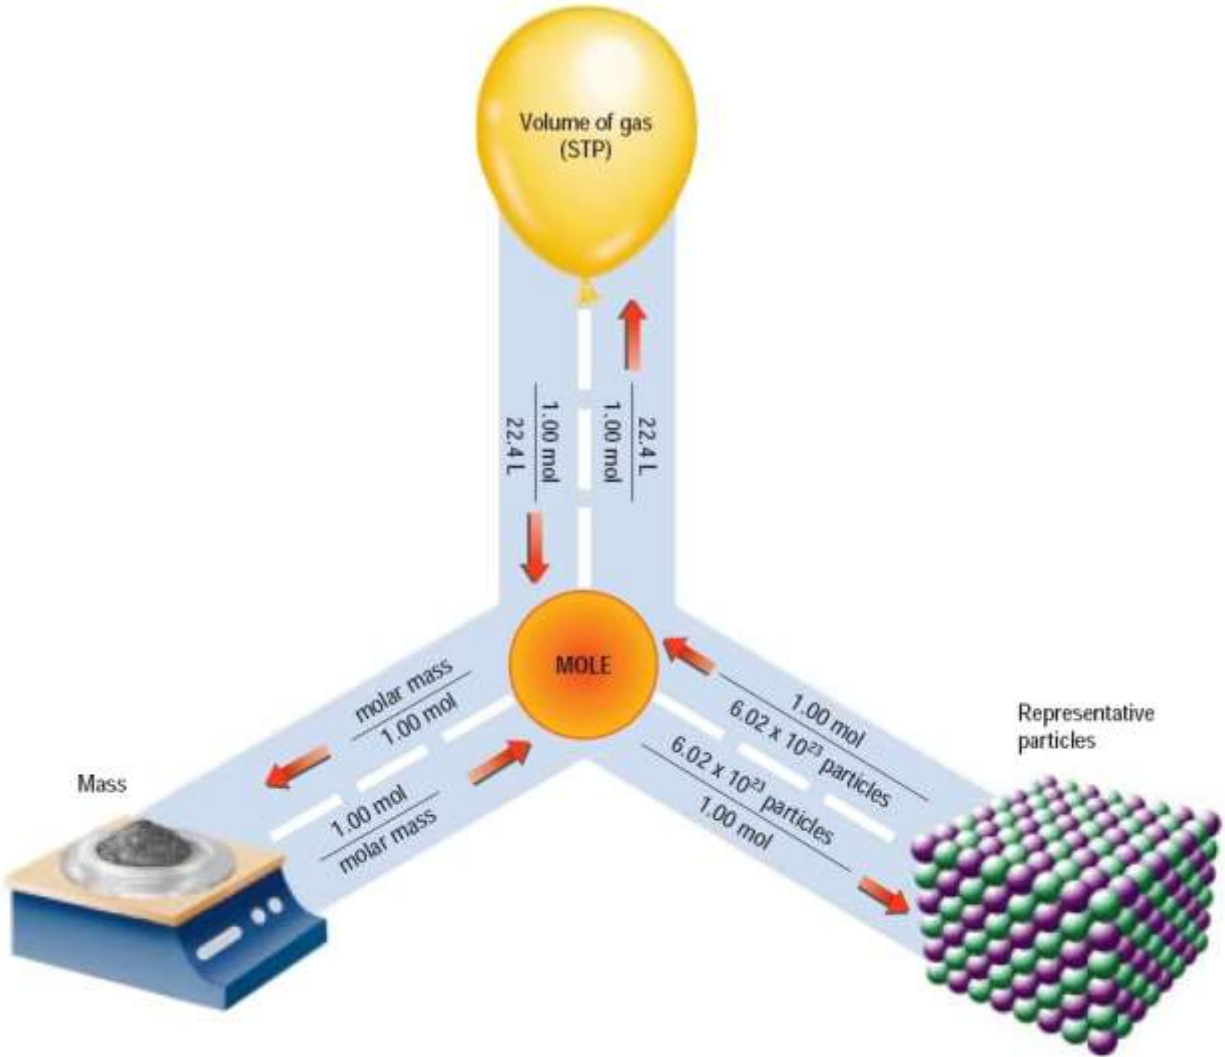 Volume of gas
(STP)
1.00 mol
22.4 L
22.4 L
1.00 mol
MOLE
molar mass
1.00 mol
1.00 mol
molar mass
1.00 mol
6.02 x 10²³ particles
6.02 x 10²³ particles
1.00 mol
Representative
particles
Mass